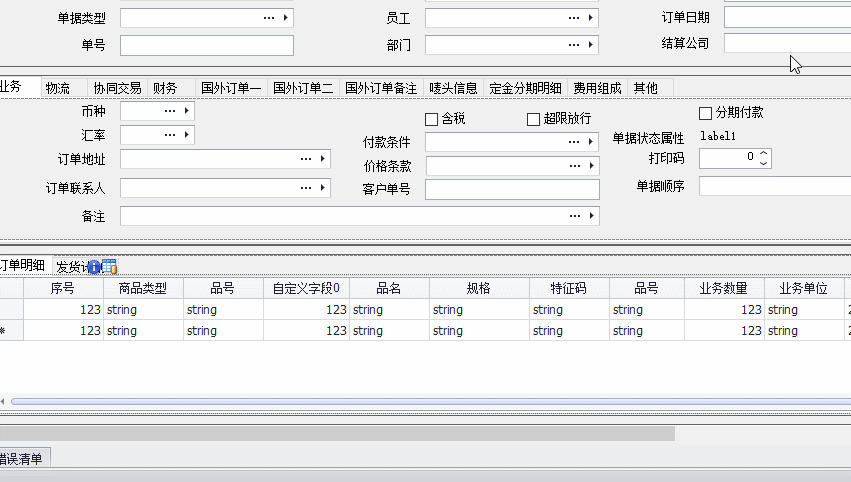 单据类型 ... 员工 ... 订单日期
单号 部门 ... 结算公司
业务 物流 协同交易 财务 国外订单一 国外订单二 国外订单备注 唛头信息 定金分期明细 费用组成 其他
币种 ... 含税 超限放行 分期付款
汇率 ... 付款条件 ... 单据状态属性 label1
订单地址 ... 价格条款 ... 打印码 0
订单联系人 ... 客户单号 单据顺序
备注 ...
订单明细 发货计
序号 商品类型 品号 自定义字段0 品名 规格 特征码 品号 业务数量 业务单位
123 string string 123 string string string string 123 string
* 123 string string 123 string string string string 123 string
错误清单